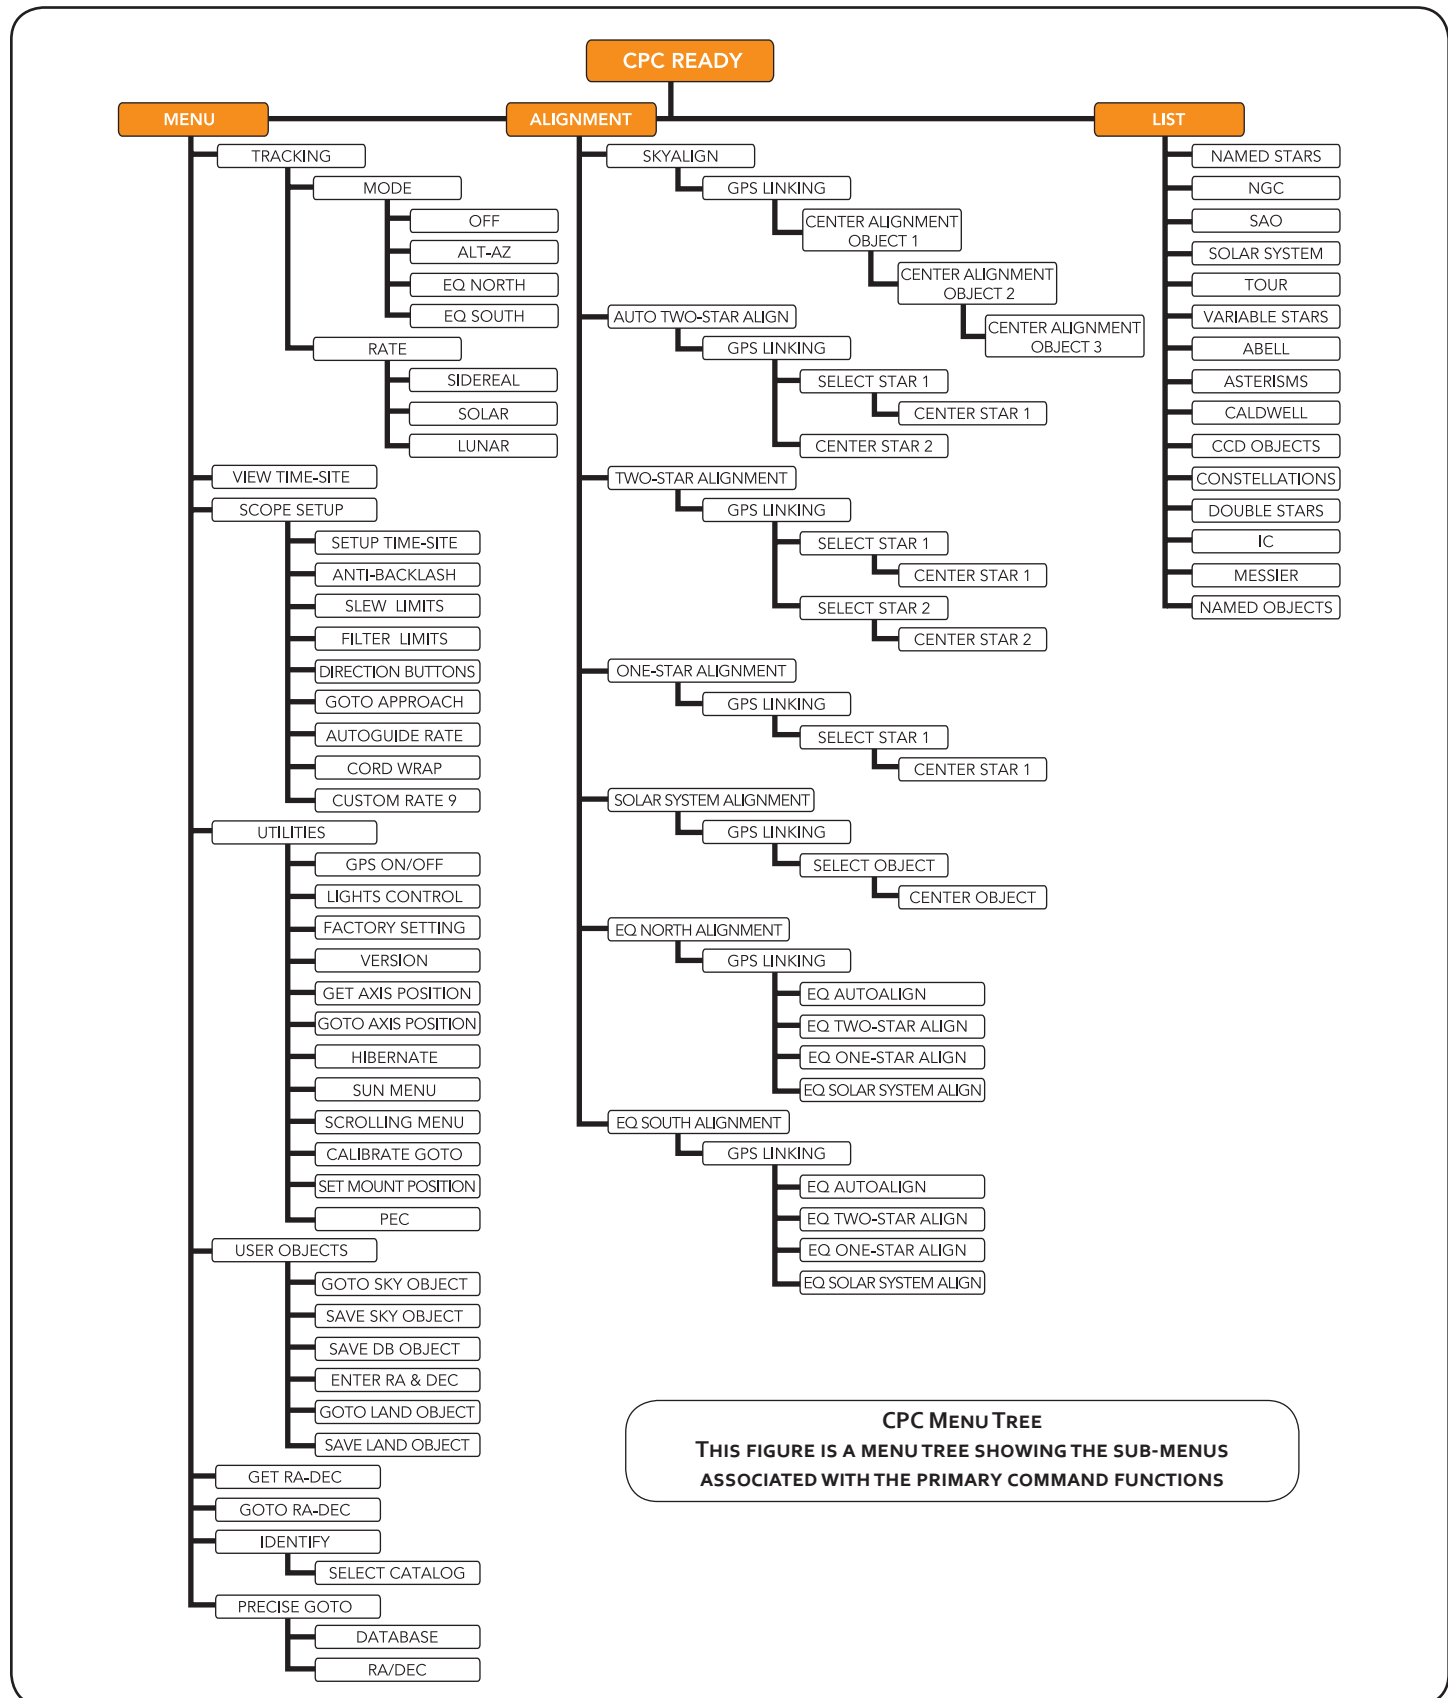 CPC READY
MENU
TRACKING
MODE
OFF
ALT-AZ
EQ NORTH
EQ SOUTH
RATE
SIDEREAL
SOLAR
LUNAR
VIEW TIME-SITE
SCOPE SETUP
SETUP TIME-SITE
ANTI-BACKLASH
SLEW LIMITS
FILTER LIMITS
DIRECTION BUTTONS
GOTO APPROACH
AUTOGUIDE RATE
CORD WRAP
CUSTOM RATE 9
UTILITIES
GPS ON/OFF
LIGHTS CONTROL
FACTORY SETTING
VERSION
GET AXIS POSITION
GOTO AXIS POSITION
HIBERNATE
SUN MENU
SCROLLING MENU
CALIBRATE GOTO
SET MOUNT POSITION
PEC
USER OBJECTS
GOTO SKY OBJECT
SAVE SKY OBJECT
SAVE DB OBJECT
ENTER RA & DEC
GOTO LAND OBJECT
SAVE LAND OBJECT
GET RA-DEC
GOTO RA-DEC
IDENTIFY
SELECT CATALOG
PRECISE GOTO
DATABASE
RA/DEC
ALIGNMENT
SKYALIGN
GPS LINKING
CENTER ALIGNMENT
OBJECT 1
CENTER ALIGNMENT
OBJECT 2
CENTER ALIGNMENT
OBJECT 3
AUTO TWO-STAR ALIGN
GPS LINKING
SELECT STAR 1
CENTER STAR 1
CENTER STAR 2
TWO-STAR ALIGNMENT
GPS LINKING
SELECT STAR 1
CENTER STAR 1
SELECT STAR 2
CENTER STAR 2
ONE-STAR ALIGNMENT
GPS LINKING
SELECT STAR 1
CENTER STAR 1
SOLAR SYSTEM ALIGNMENT
GPS LINKING
SELECT OBJECT
CENTER OBJECT
EQ NORTH ALIGNMENT
GPS LINKING
EQ AUTOALIGN
EQ TWO-STAR ALIGN
EQ ONE-STAR ALIGN
EQ SOLAR SYSTEM ALIGN
EQ SOUTH ALIGNMENT
GPS LINKING
EQ AUTOALIGN
EQ TWO-STAR ALIGN
EQ ONE-STAR ALIGN
EQ SOLAR SYSTEM ALIGN
LIST
NAMED STARS
NGC
SAO
SOLAR SYSTEM
TOUR
VARIABLE STARS
ABELL
ASTERISMS
CALDWELL
CCD OBJECTS
CONSTELLATIONS
DOUBLE STARS
IC
MESSIER
NAMED OBJECTS
CPC MENU TREE
THIS FIGURE IS A MENU TREE SHOWING THE SUB-MENUS
ASSOCIATED WITH THE PRIMARY COMMAND FUNCTIONS